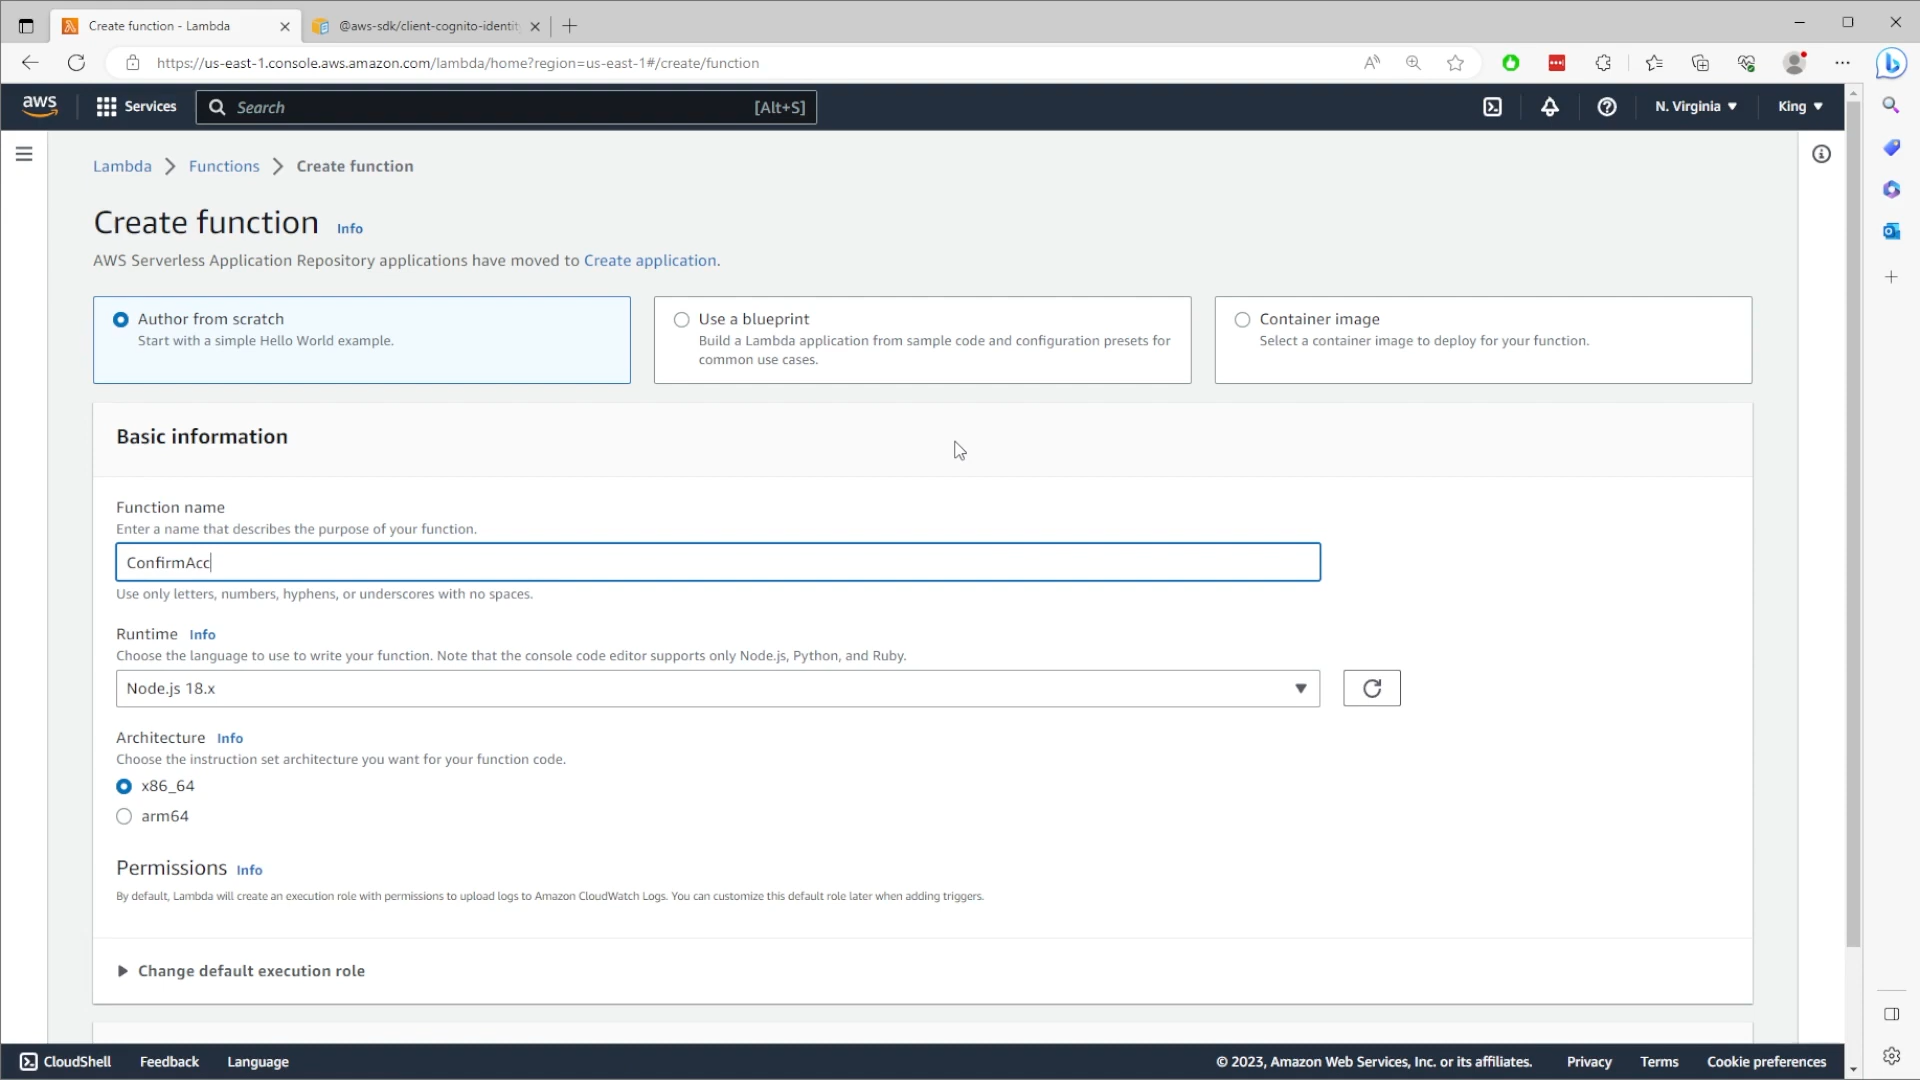 Create function - Lambda
@aws-sdk/client-cognito-identit
https://us-east-1.console.aws.amazon.com/lambda/home?region=us-east-1#/create/function
aws
Services
Search
[Alt+S]
N. Virginia
King
Lambda
Functions
Create function
Create function
Info
AWS Serverless Application Repository applications have moved to Create application.
Author from scratch
Start with a simple Hello World example.
Use a blueprint
Build a Lambda application from sample code and configuration presets for
common use cases.
Container image
Select a container image to deploy for your function.
Basic information
Function name
Enter a name that describes the purpose of your function.
ConfirmAcc
Use only letters, numbers, hyphens, or underscores with no spaces.
Runtime Info
Choose the language to use to write your function. Note that the console code editor supports only Node.js, Python, and Ruby.
Node.js 18.x
Architecture Info
Choose the instruction set architecture you want for your function code.
x86_64
arm64
Permissions Info
By default, Lambda will create an execution role with permissions to upload logs to Amazon CloudWatch Logs. You can customize this default role later when adding triggers.
Change default execution role
CloudShell
Feedback
Language
© 2023, Amazon Web Services, Inc. or its affiliates.
Privacy
Terms
Cookie preferences